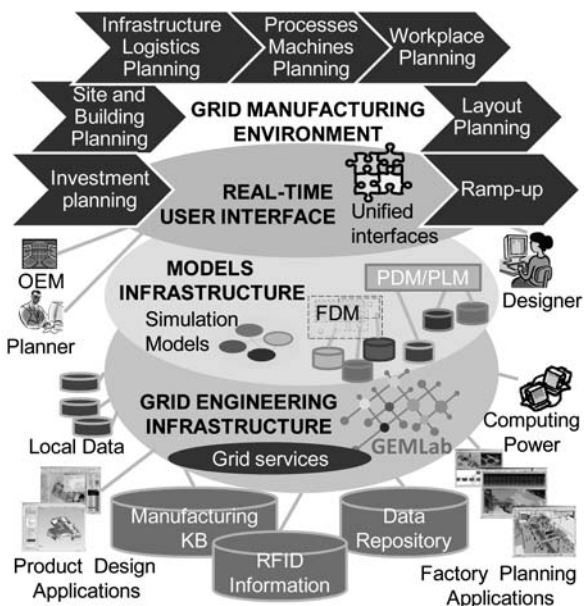 Infrastructure
Logistics
Planning
Processes
Machines
Planning
Workplace
Planning
Site and
Building
Planning
GRID MANUFACTURING
ENVIRONMENT
Layout
Planning
Investment
planning
REAL-TIME
USER INTERFACE
Unified
interfaces
Ramp-up
OEM
Planner
MODELS
INFRASTRUCTURE
Simulation
Models
FDM
PDM/PLM
Designer
Local Data
GRID ENGINEERING
INFRASTRUCTURE
GEMLab
Computing
Power
Grid services
Manufacturing
KB
RFID
Information
Data
Repository
Product Design
Applications
Factory Planning
Applications